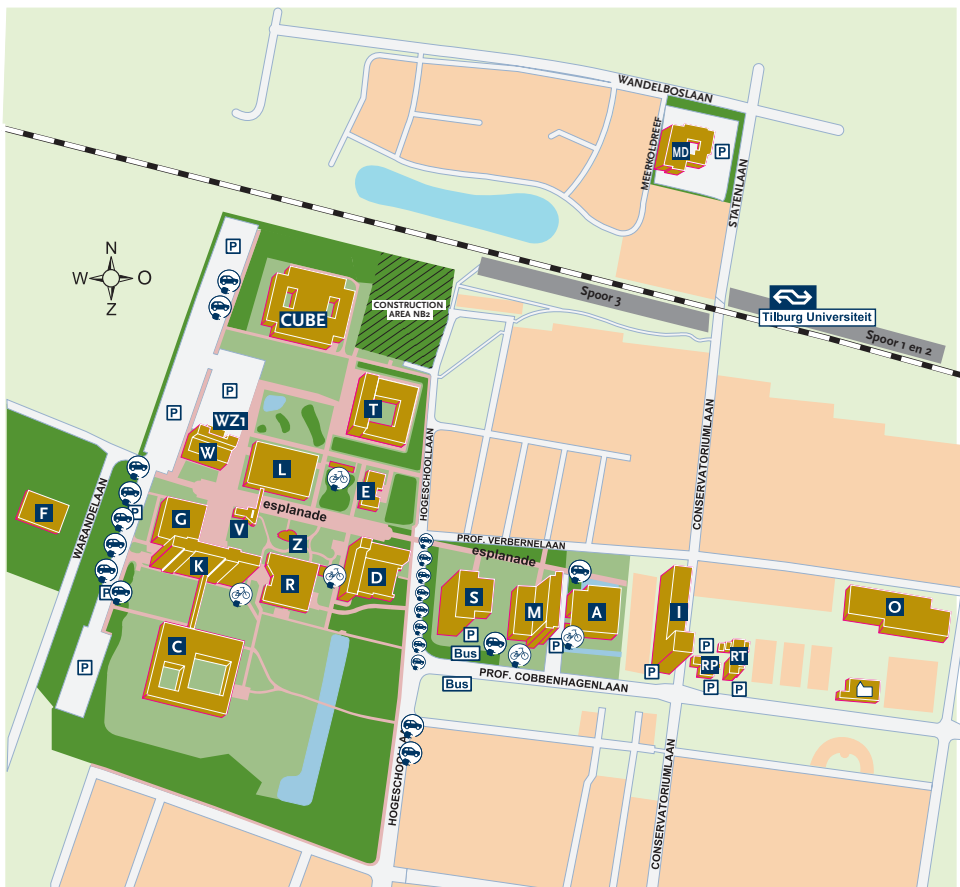 WANDELBOSLAAN
MEERKOLDREEF
MD
P
STATENLAAN
N
W
O
Z
P
CUBE
CONSTRUCTION
AREA NB2
Spoor 3
Tilburg Universiteit
Spoor 1 en 2
P
P
WZ1
W
T
L
E
HOGESCHOOLLAAN
CONSERVATORIUMLAAN
WARANDELAAN
F
P
G
V
esplanade
Z
K
R
D
P
PROF. VERBERNELAAN
esplanade
S
M
A
I
O
P
Bus
P
P
RP
RT
P
P
P
C
P
Bus
PROF. COBBENHAGENLAAN
HOGESCHOOLLAAN
CONSERVATORIUMLAAN